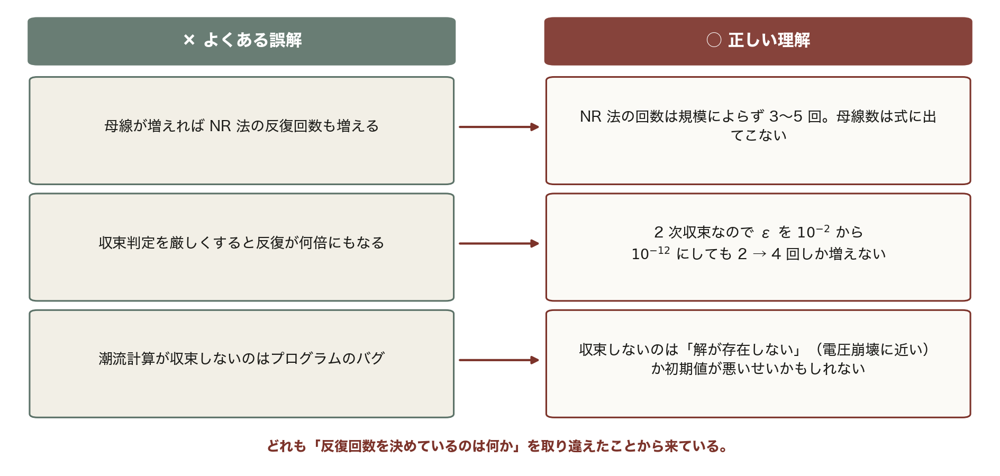 × よくある誤解
○ 正しい理解
母線が増えれば NR 法の反復回数も増える
NR 法の回数は規模によらず 3〜5 回。母線数は式に出
てこない
収束判定を厳しくすると反復が何倍にもなる
2 次収束なので ε を 10⁻² から
10⁻¹² にしても 2 → 4 回しか増えない
潮流計算が収束しないのはプログラムのバグ
収束しないのは「解が存在しない」（電圧崩壊に近い）
か初期値が悪いせいかもしれない
どれも「反復回数を決めているのは何か」を取り違えたことから来ている。